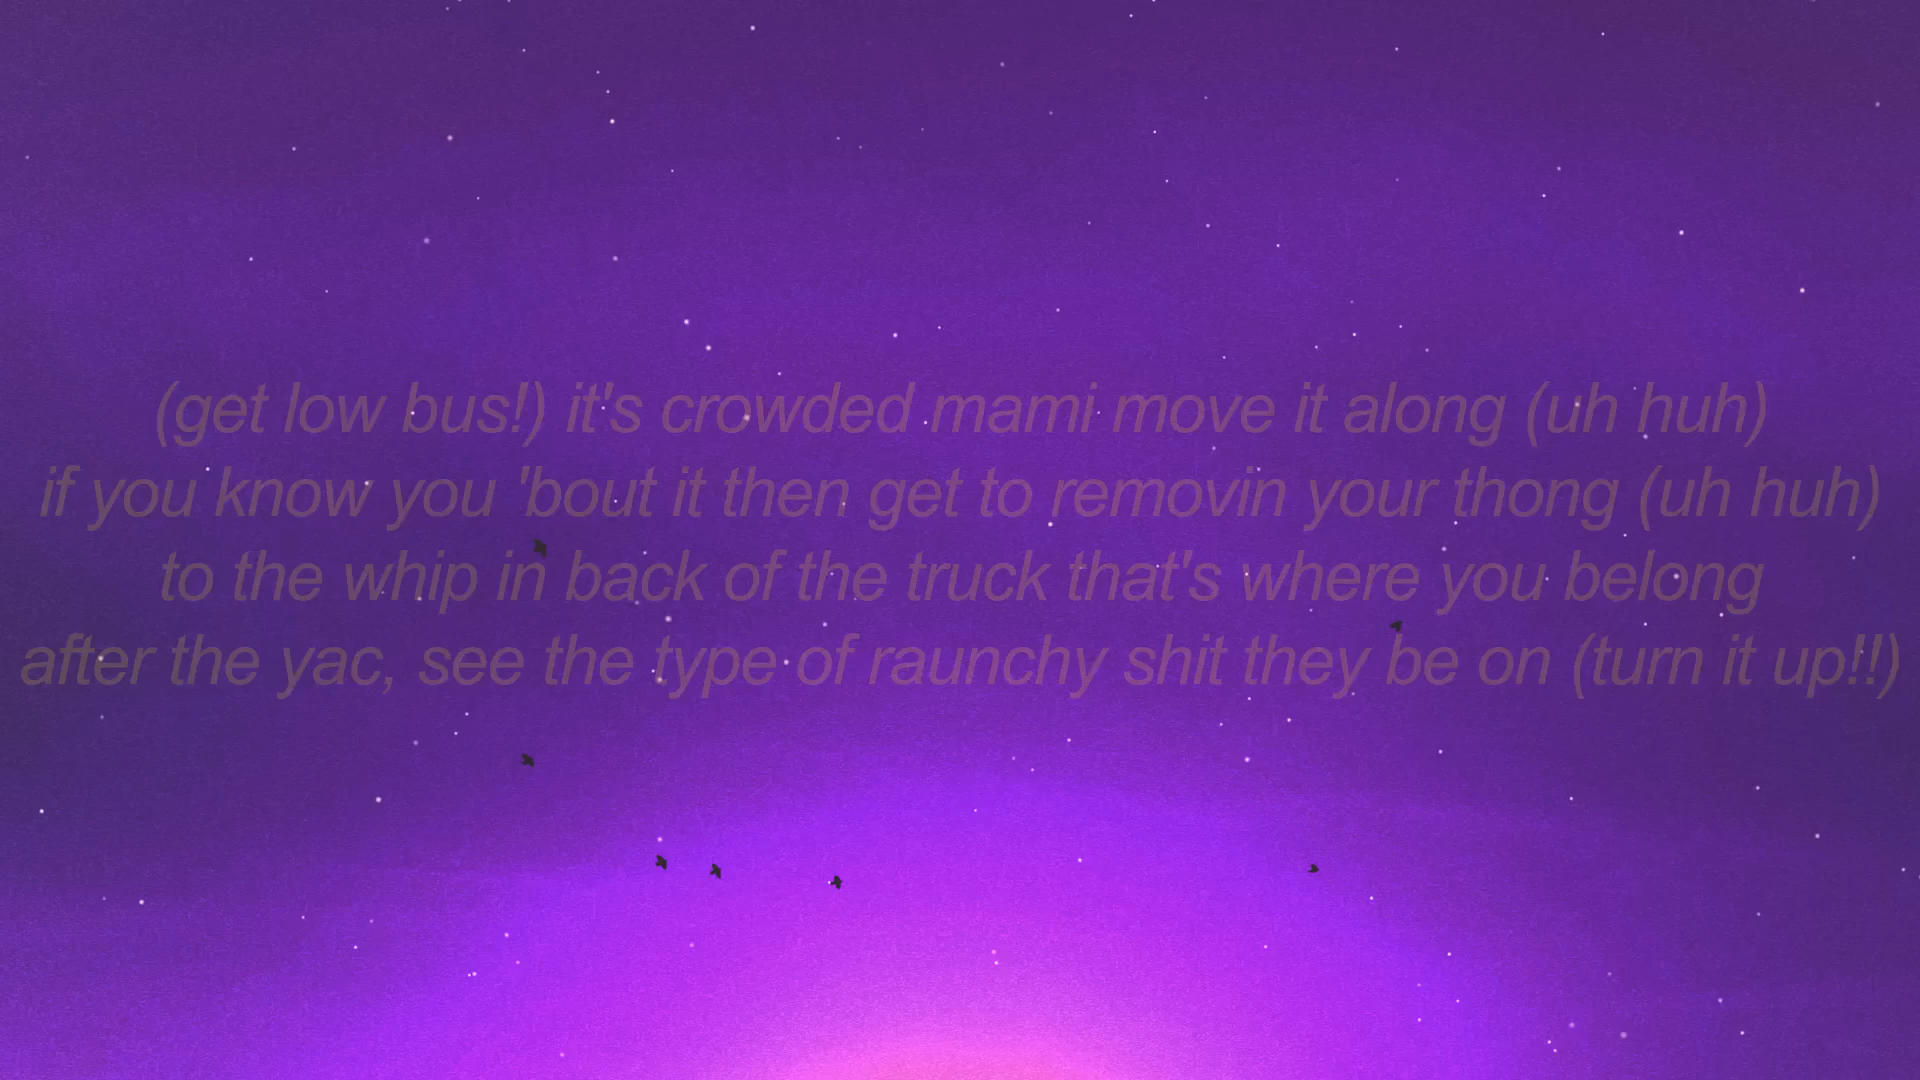 (get low bus!) it's crowded mami move it along (uh huh)
if you know you 'bout it then get to removin your thong (uh huh)
to the whip in back of the truck that's where you belong
after the yac, see the type of raunchy shit they be on (turn it up!!)